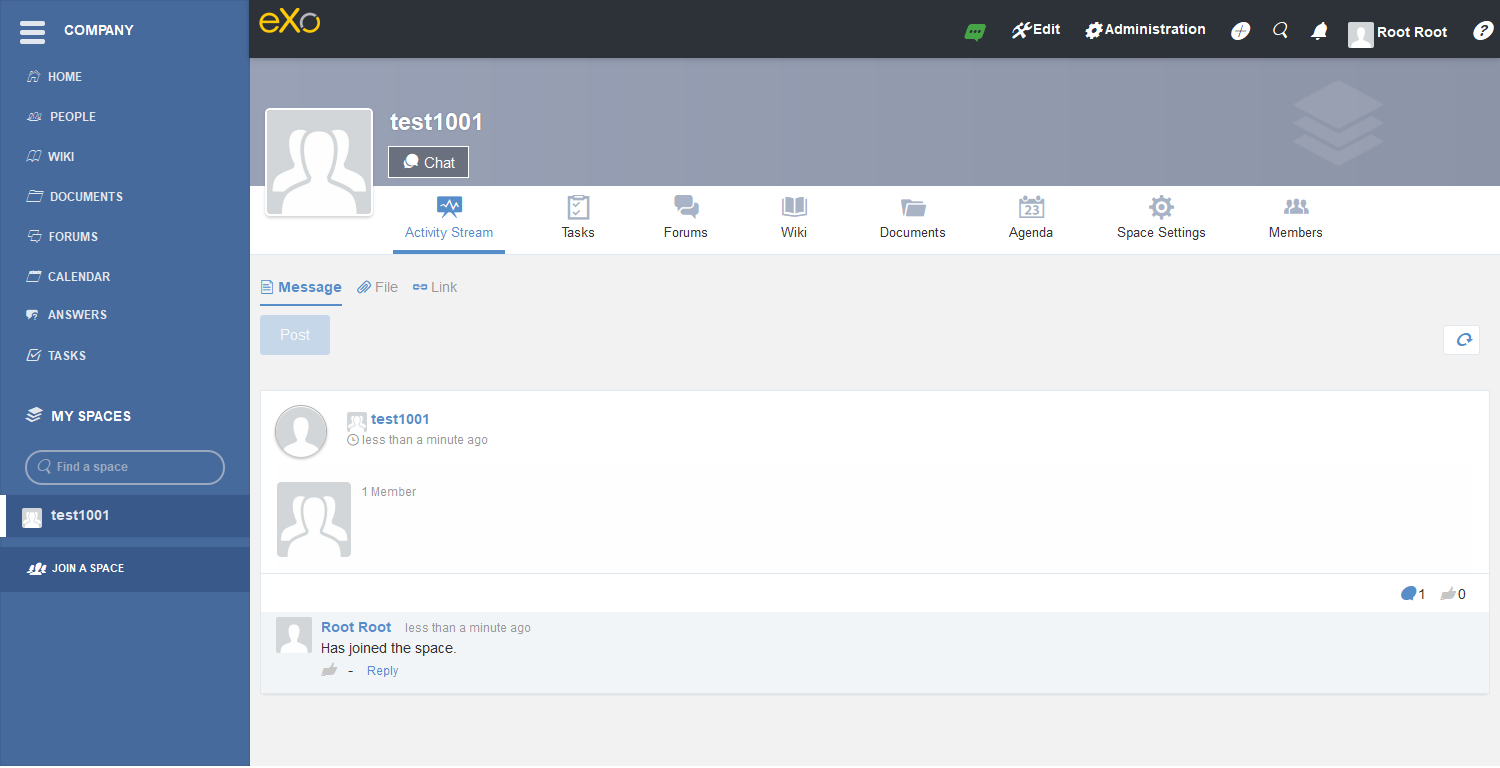 COMPANY
HOME
PEOPLE
WIKI
DOCUMENTS
FORUMS
CALENDAR
ANSWERS
TASKS
MY SPACES
Find a space
test1001
JOIN A SPACE
eXo
Edit Administration Root Root ?
test1001
Chat
Activity Stream Tasks Forums Wiki Documents 23 Agenda Space Settings Members
Message File Link
Post
test1001
less than a minute ago
1 Member
1 0
Root Root less than a minute ago
Has joined the space.
- Reply